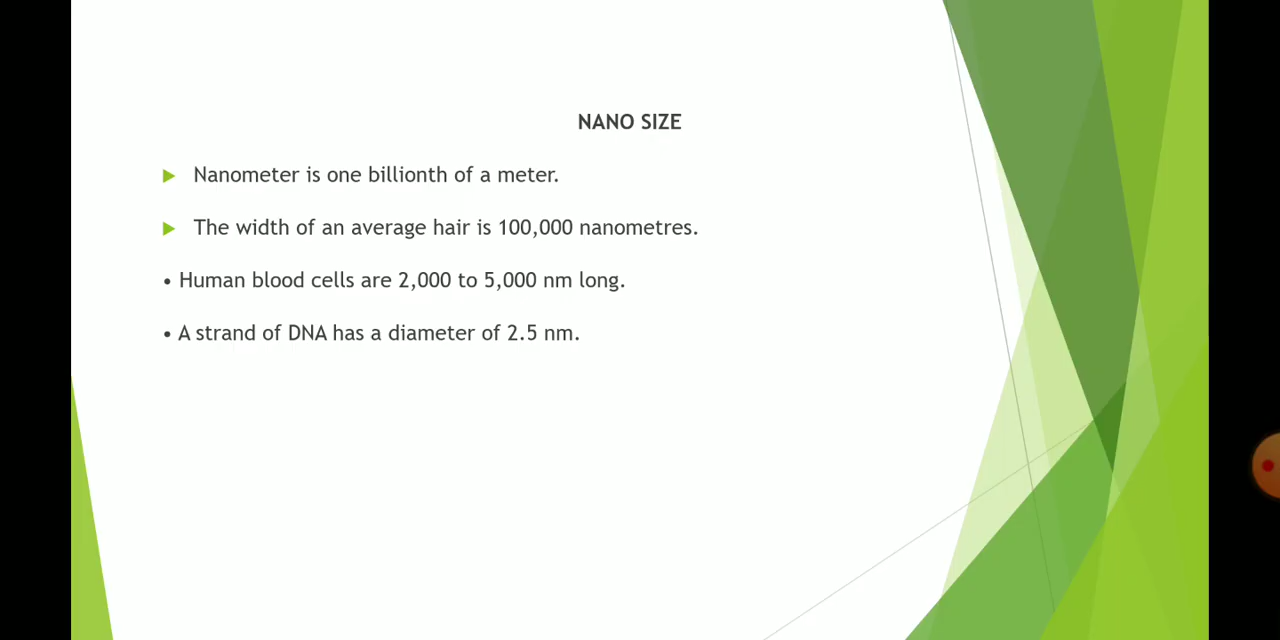 NANO SIZE
Nanometer is one billionth of a meter.
The width of an average hair is 100,000 nanometres.
• Human blood cells are 2,000 to 5,000 nm long.
• A strand of DNA has a diameter of 2.5 nm.